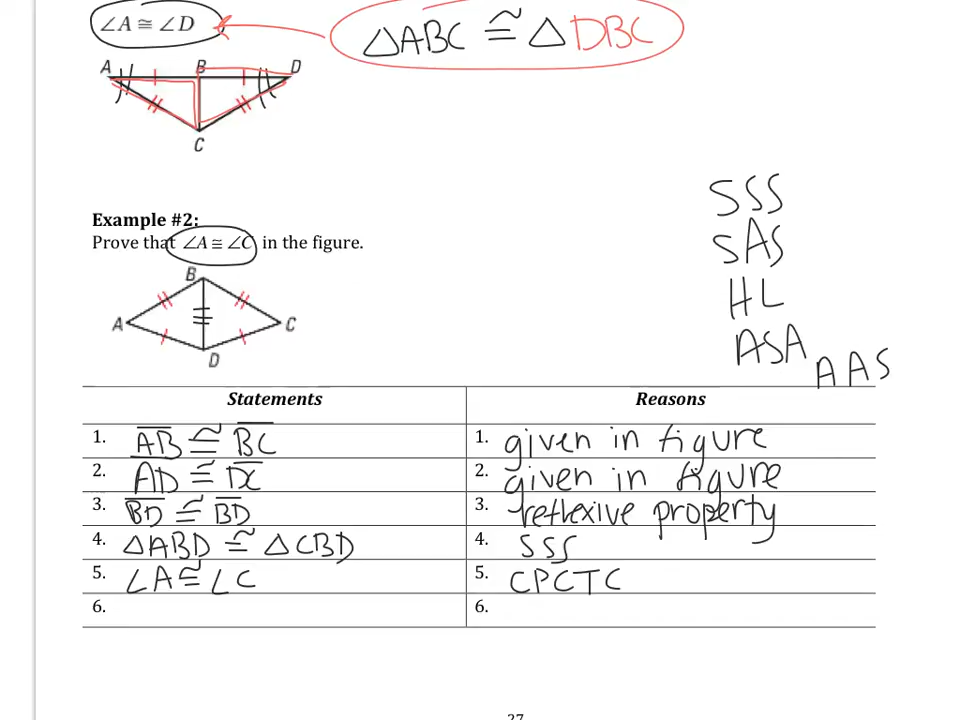 ∠A ≅ ∠D
△ABC ≅ △DBC
A B D
C
SSS
SAS
HL
ASA
AAS
Example #2:
Prove that ∠A ≅ ∠C in the figure.
B
A C
D
Statements Reasons
1. AB ≅ BC 1. given in figure
2. AD ≅ DC 2. given in figure
3. BD ≅ BD 3. reflexive property
4. △ABD ≅ △CBD 4. SSS
5. ∠A ≅ ∠C 5. CPCTC
6. 6.
27